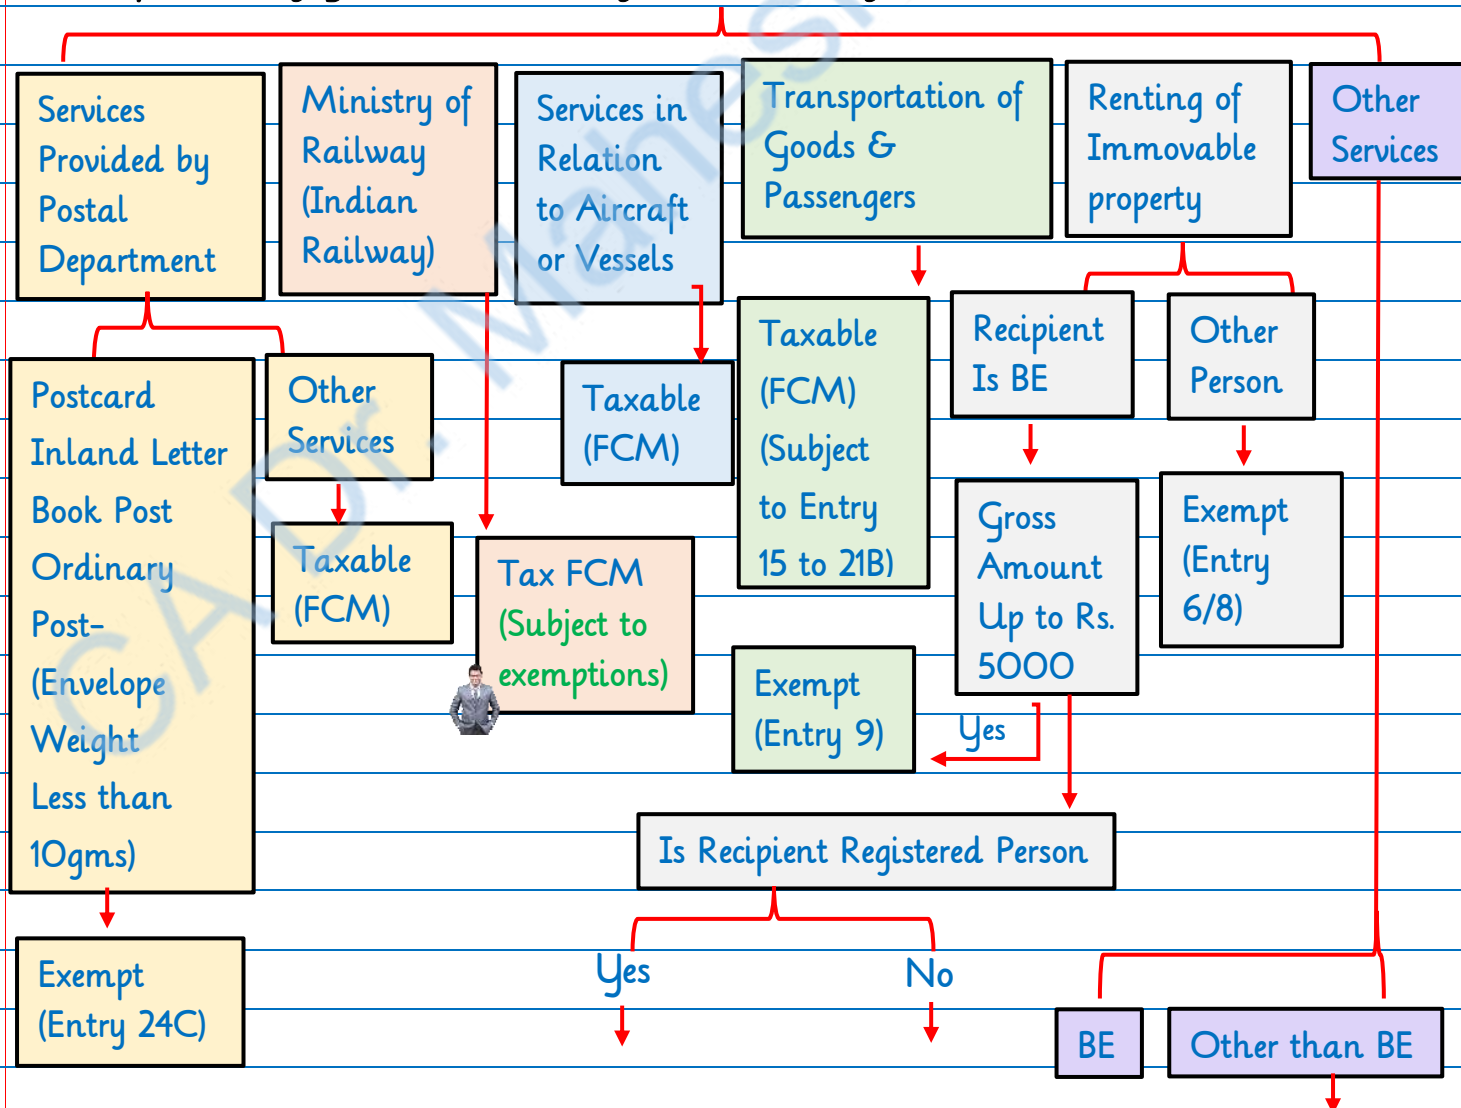 Services
Provided by
Postal
Department
Ministry of
Railway
(Indian
Railway)
Services in
Relation
to Aircraft
or Vessels
Transportation of
Goods &
Passengers
Renting of
Immovable
property
Other
Services
Postcard
Inland Letter
Book Post
Ordinary
Post-
(Envelope
Weight
Less than
10gms)
Other
Services
Taxable
(FCM)
Tax FCM
(Subject to
exemptions)
Taxable
(FCM)
Taxable
(FCM)
(Subject
to Entry
15 to 21B)
Recipient
Is BE
Other
Person
Gross
Amount
Up to Rs.
5000
Exempt
(Entry
6/8)
Exempt
(Entry 9)
Yes
Is Recipient Registered Person
Yes
No
Exempt
(Entry 24C)
BE
Other than BE
CA Dr. Mahes